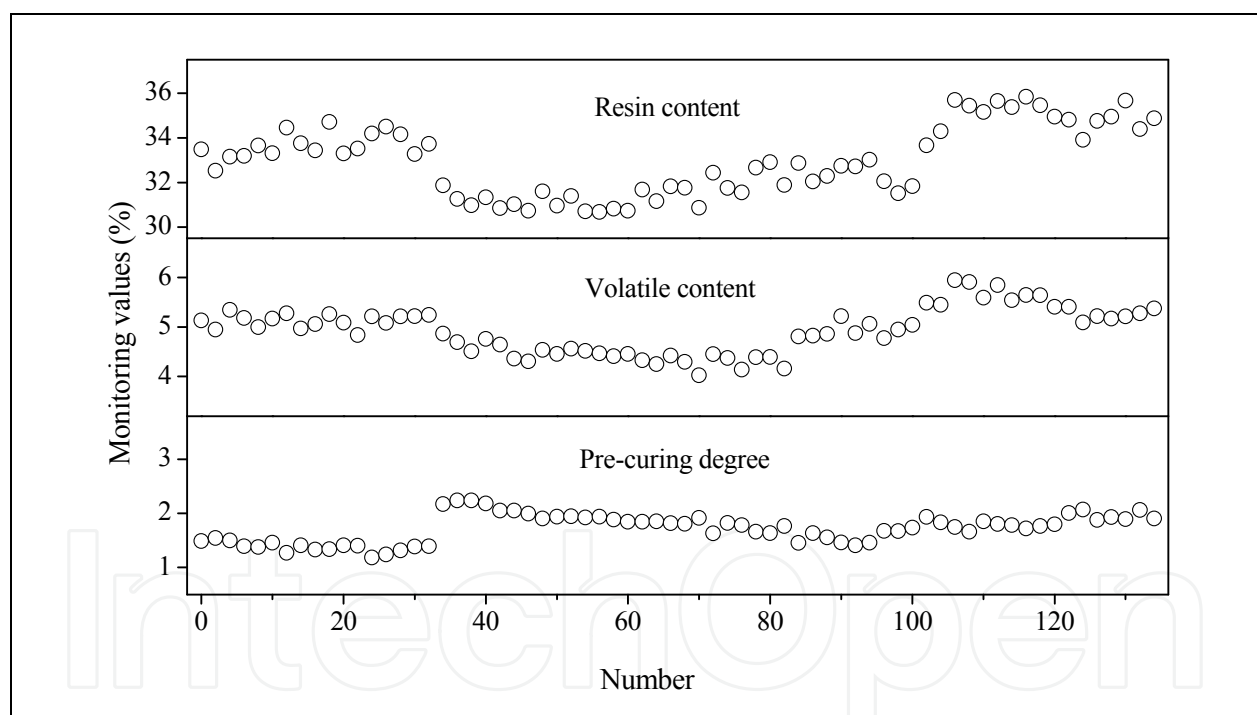 Monitoring values (%)
Resin content
36
34
32
30
Volatile content
6
5
4
Pre-curing degree
3
2
1
0 20 40 60 80 100 120
Number
IntechOpen